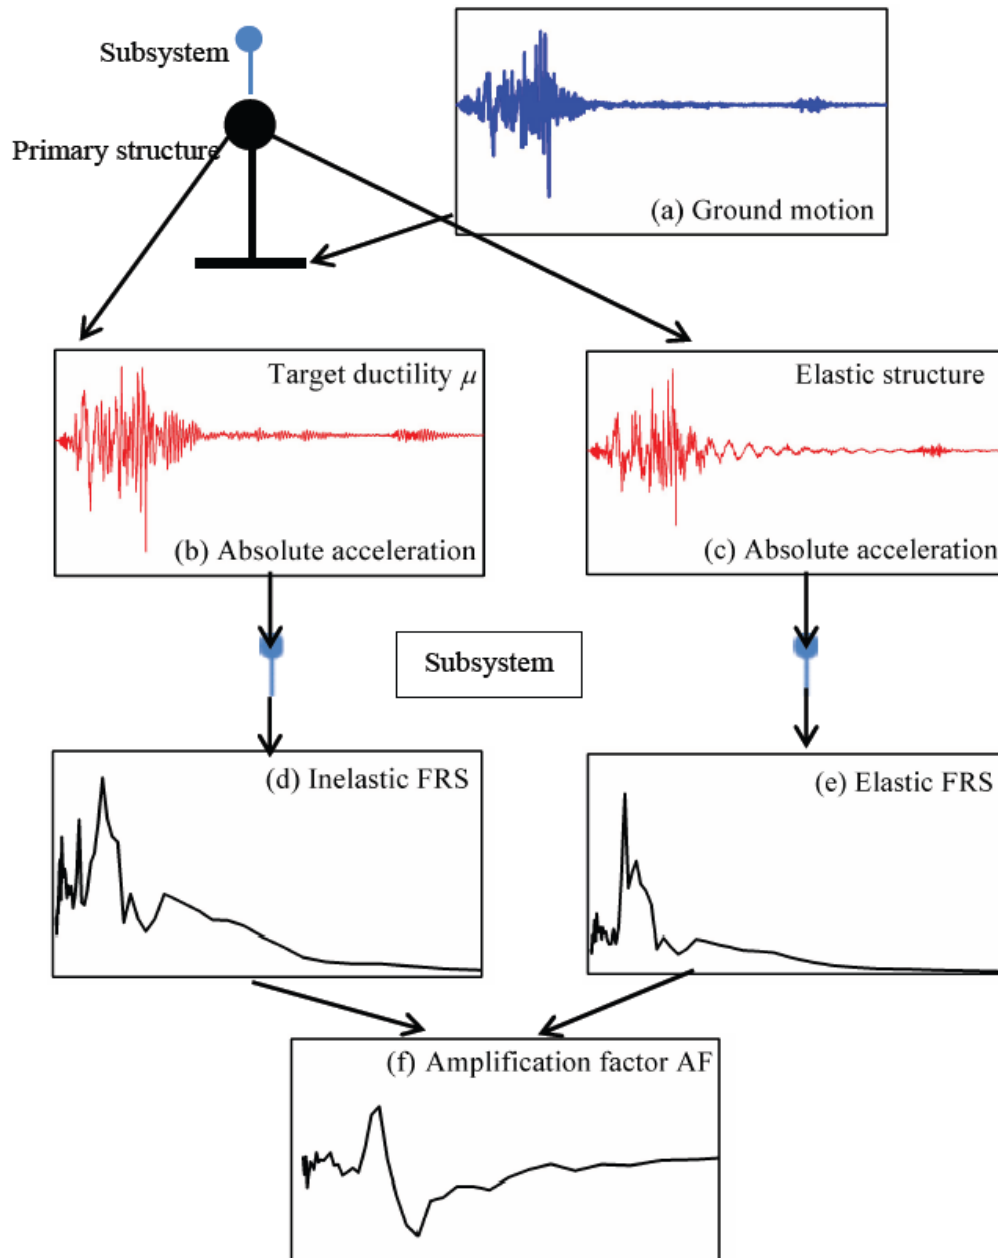 Subsystem
Primary structure
(a) Ground motion
Target ductility μ
(b) Absolute acceleration
Elastic structure
(c) Absolute acceleration
Subsystem
(d) Inelastic FRS
(e) Elastic FRS
(f) Amplification factor AF